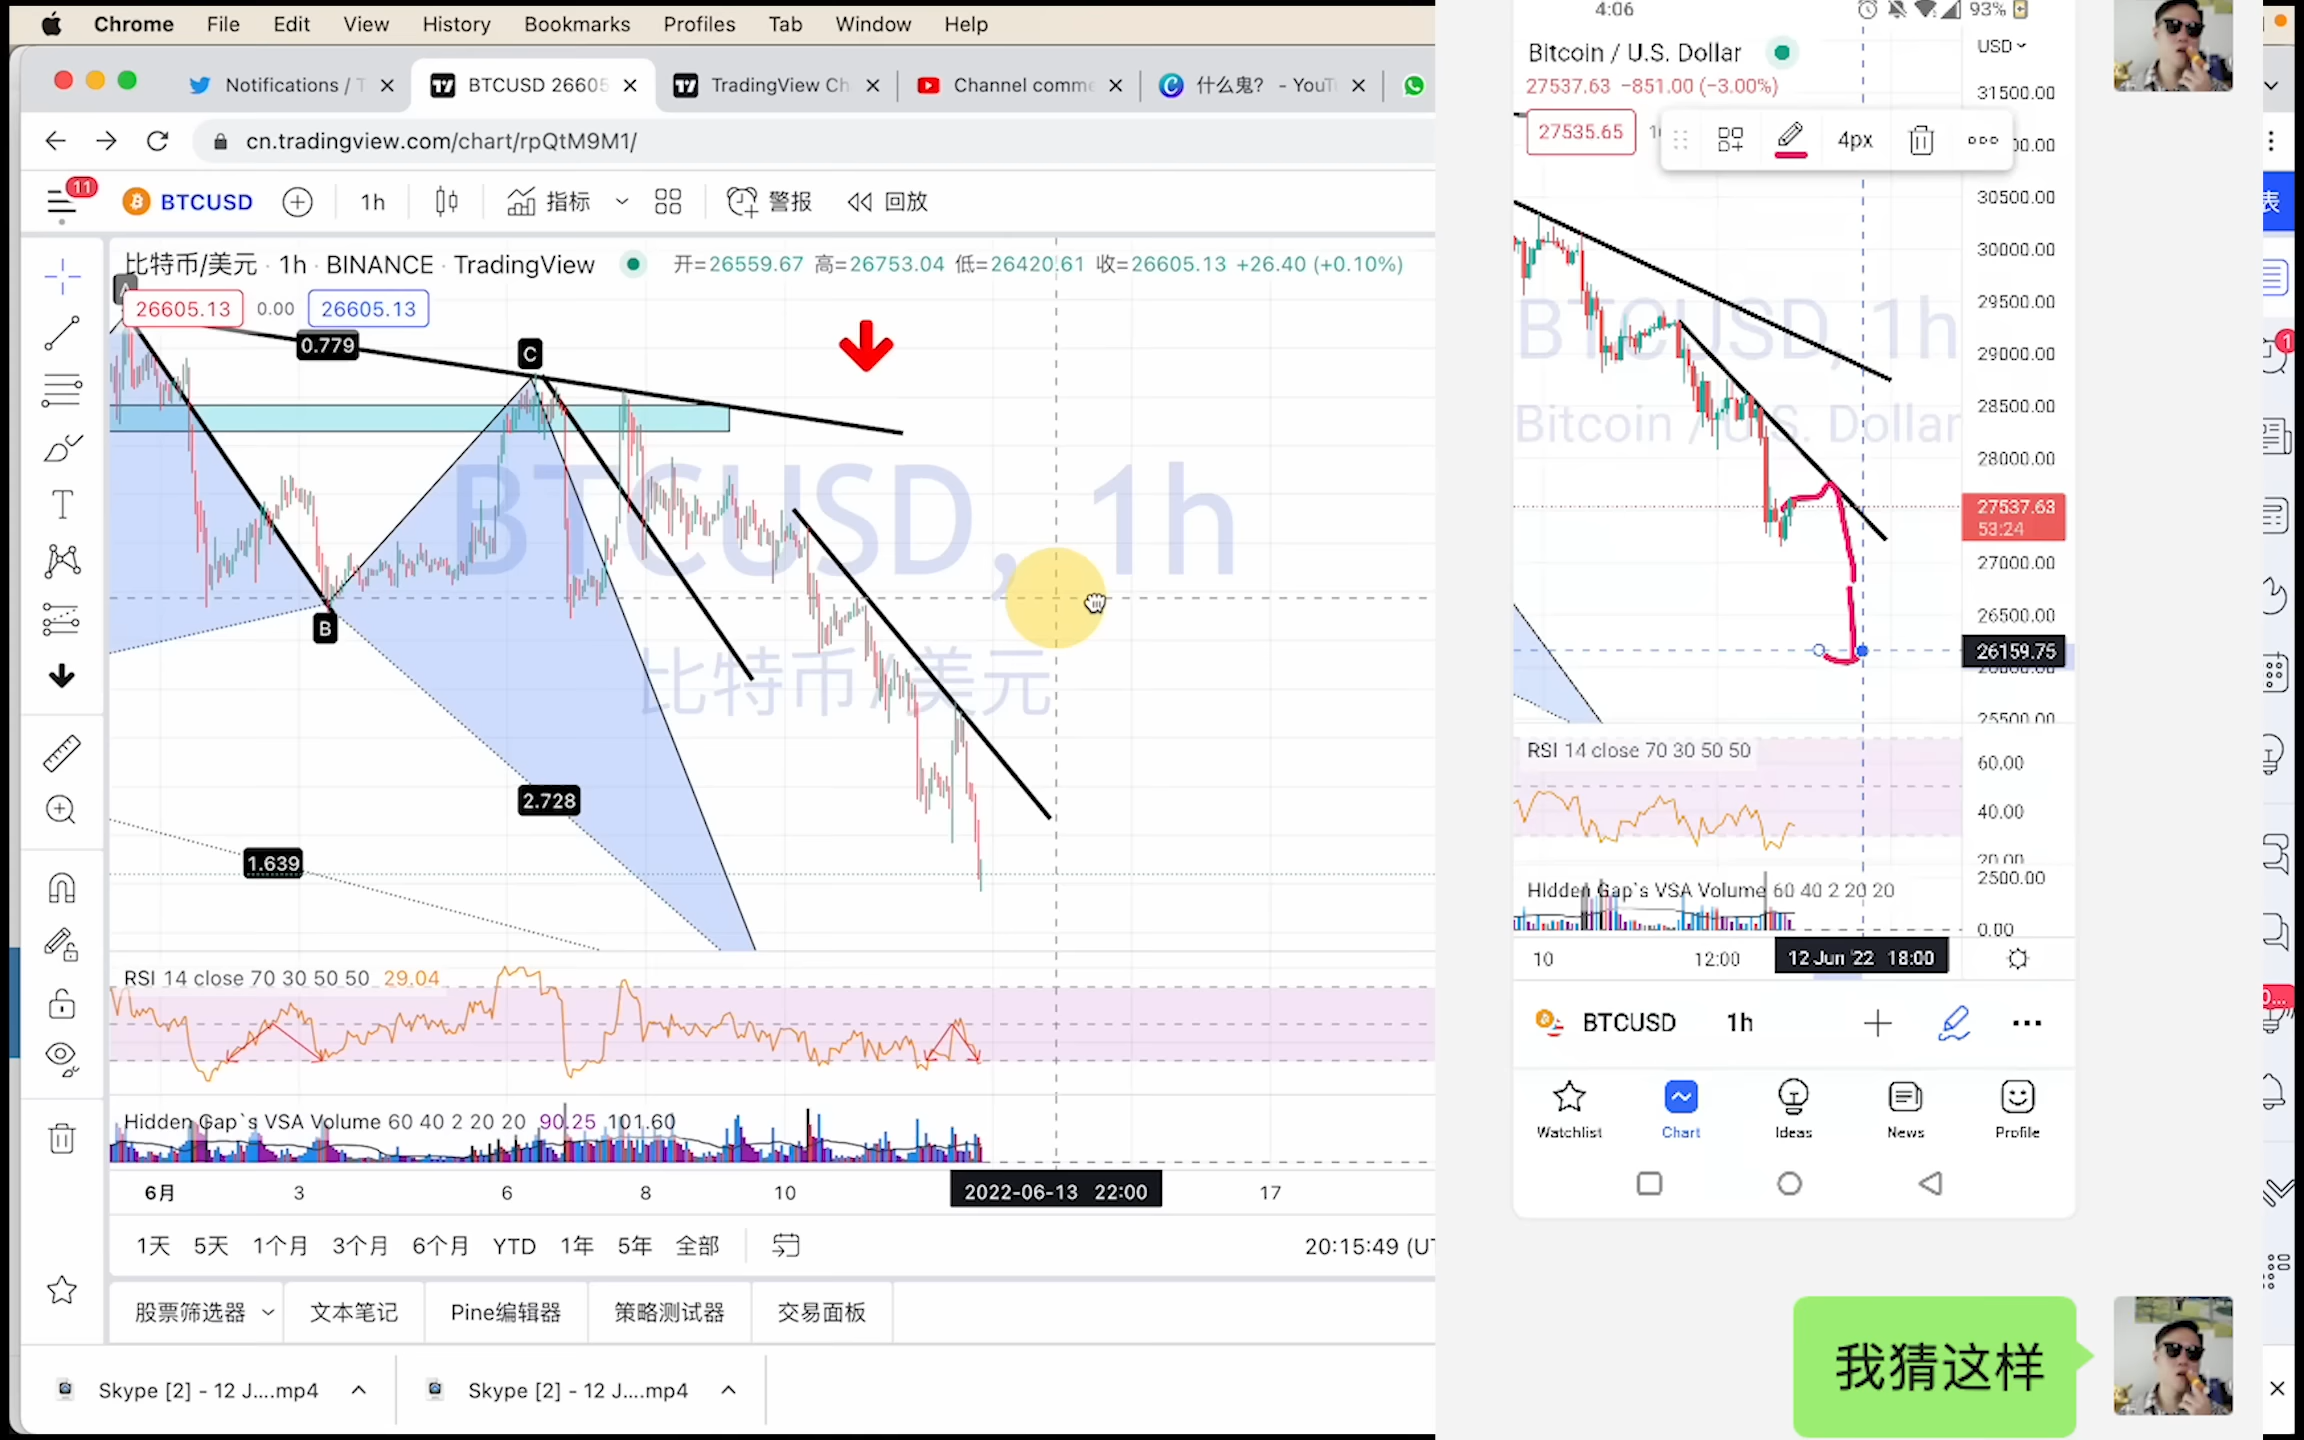 Chrome File Edit View History Bookmarks Profiles Tab Window Help
Notifications / T
BTCUSD 26605
TradingView Ch
Channel comme
什么鬼? - YouT
cn.tradingview.com/chart/rpQtM9M1/
11
BTCUSD
1h
指标
警报
回放
比特币/美元 · 1h · BINANCE · TradingView
开=26559.67 高=26753.04 低=26420.61 收=26605.13 +26.40 (+0.10%)
A
26605.13
0.00
26605.13
0.779
C
BTCUSD, 1h
比特币/美元
B
2.728
1.639
RSI 14 close 70 30 50 50 29.04
Hidden Gap`s VSA Volume 60 40 2 20 20 90.25 101.60
6月 3 6 8 10 2022-06-13 22:00 17
1天 5天 1个月 3个月 6个月 YTD 1年 5年 全部
20:15:49 (UT
股票筛选器 文本笔记 Pine编辑器 策略测试器 交易面板
Skype [2] - 12 J....mp4
Skype [2] - 12 J....mp4
4:06
93%
Bitcoin / U.S. Dollar
USD
27537.63 −851.00 (−3.00%)
27535.65
4px
31500.00
30500.00
30000.00
29500.00
29000.00
28500.00
28000.00
27537.63
53:24
27000.00
26500.00
26159.75
25500.00
BTCUSD, 1h
Bitcoin / U.S. Dollar
RSI 14 close 70 30 50 50
60.00
40.00
20.00
Hidden Gap`s VSA Volume 60 40 2 20 20
2500.00
0.00
10 12:00 12 Jun '22 18:00
BTCUSD 1h
Watchlist Chart Ideas News Profile
我猜这样
表
1